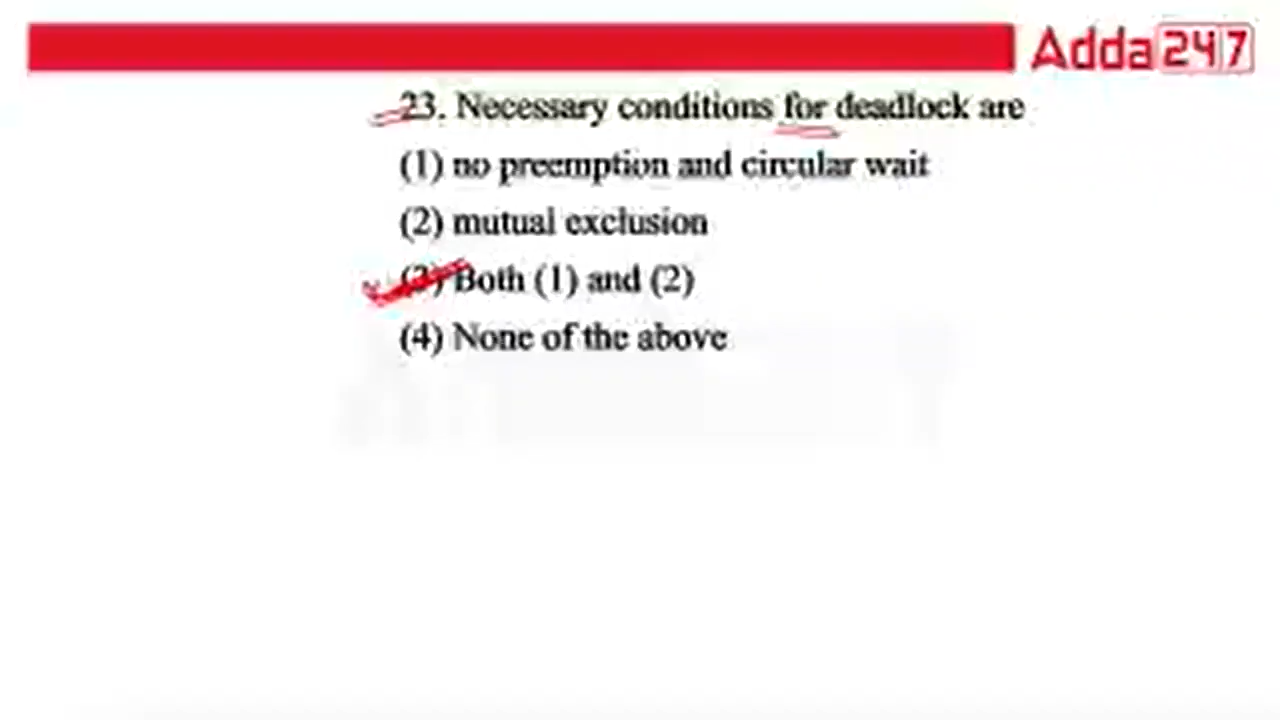 Adda247
23. Necessary conditions for deadlock are
(1) no preemption and circular wait
(2) mutual exclusion
(3) Both (1) and (2)
(4) None of the above